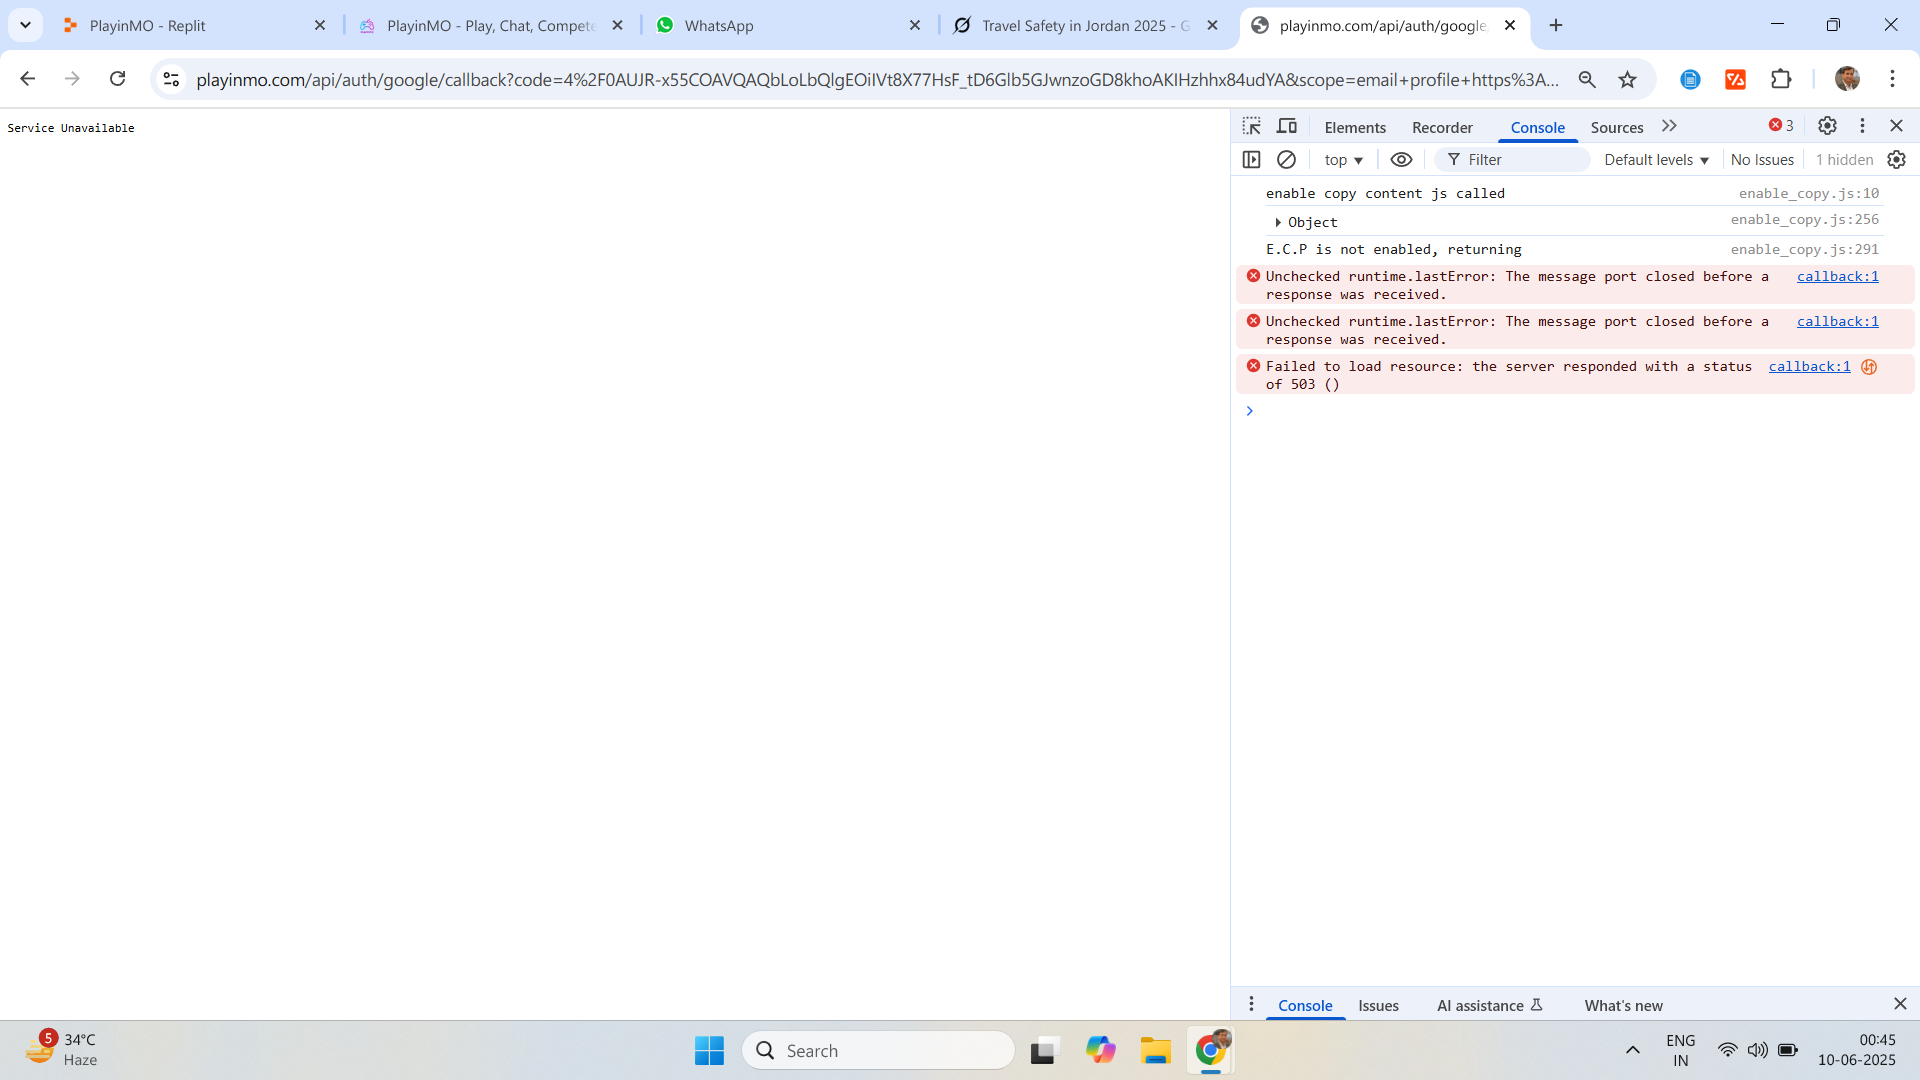 PlayinMO - Replit
PlayinMO - Play, Chat, Compete
WhatsApp
Travel Safety in Jordan 2025 - G
playinmo.com/api/auth/google
playinmo.com/api/auth/google/callback?code=4%2F0AUJR-x55COAVQAQbLoLbQlgEOiIVt8X77HsF_tD6Glb5GJwnzoGD8khoAKIHzhhx84udYA&scope=email+profile+https%3A...
Service Unavailable
Elements
Recorder
Console
Sources
3
top
Filter
Default levels
No Issues
1 hidden
enable copy content js called
enable_copy.js:10
Object
enable_copy.js:256
E.C.P is not enabled, returning
enable_copy.js:291
Unchecked runtime.lastError: The message port closed before a
callback:1
response was received.
Unchecked runtime.lastError: The message port closed before a
callback:1
response was received.
Failed to load resource: the server responded with a status
callback:1
of 503 ()
Console
Issues
AI assistance
What's new
5
34°C
Haze
Search
ENG
IN
00:45
10-06-2025